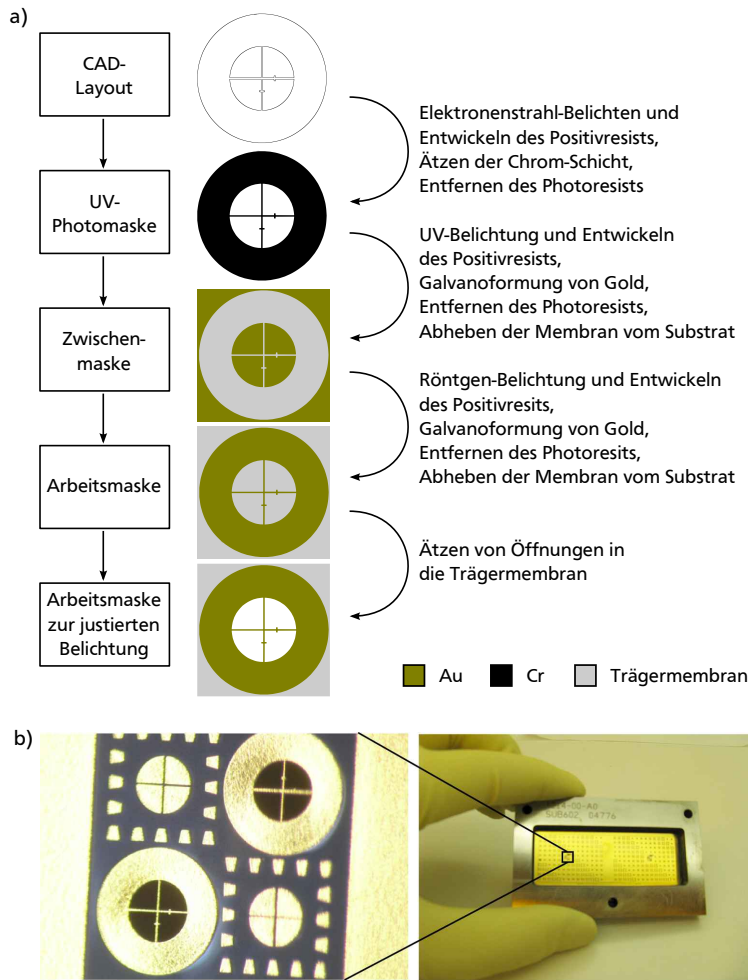 a)
CAD-
Layout
Elektronenstrahl-Belichten und
Entwickeln des Positivresists,
Ätzen der Chrom-Schicht,
Entfernen des Photoresists
UV-
Photomaske
UV-Belichtung und Entwickeln
des Positivresists,
Galvanoformung von Gold,
Entfernen des Photoresists,
Abheben der Membran vom Substrat
Zwischen-
maske
Röntgen-Belichtung und Entwickeln
des Positivresits,
Galvanoformung von Gold,
Entfernen des Photoresits,
Abheben der Membran vom Substrat
Arbeitsmaske
Ätzen von Öffnungen in
die Trägermembran
Arbeitsmaske
zur justierten
Belichtung
Au
Cr
Trägermembran
b)
SUB602, 04776